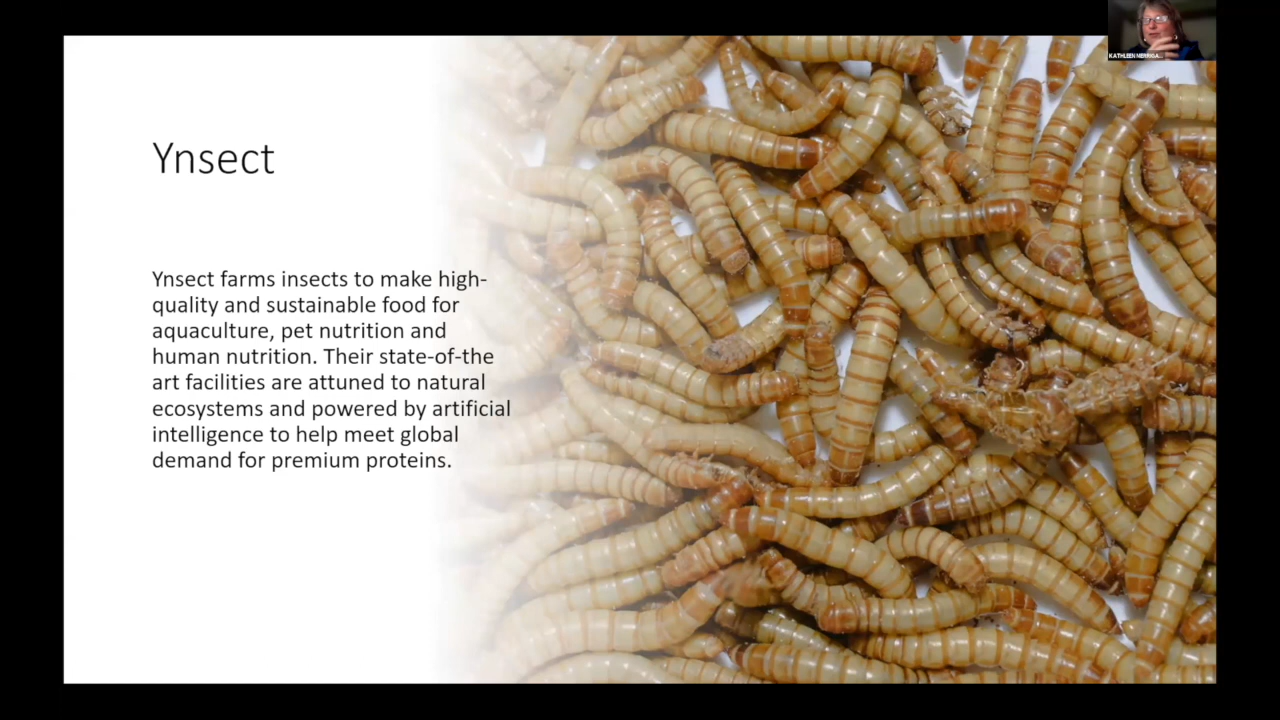 KATHLEEN MERRIGA...
Ynsect
Ynsect farms insects to make high-
quality and sustainable food for
aquaculture, pet nutrition and
human nutrition. Their state-of-the
art facilities are attuned to natural
ecosystems and powered by artificial
intelligence to help meet global
demand for premium proteins.